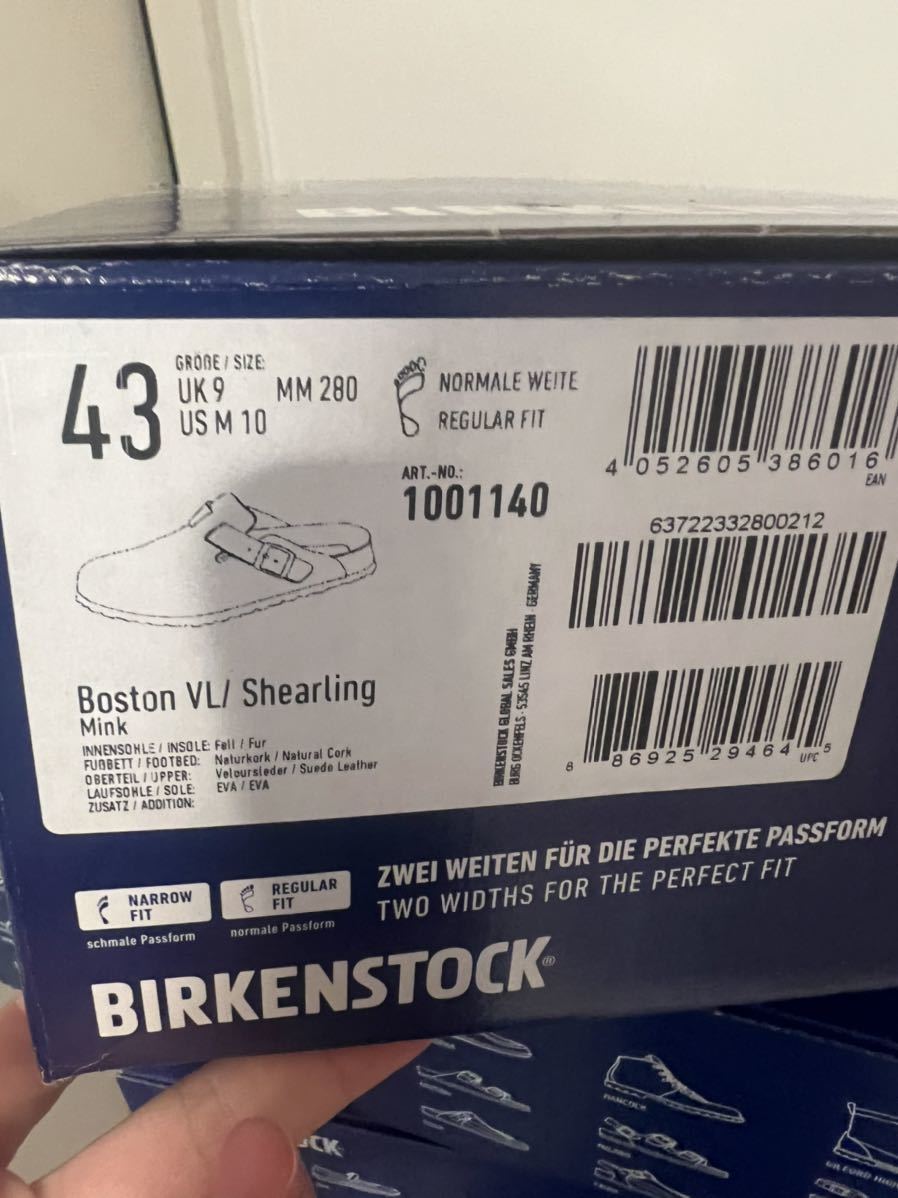 43
GRÖßE / SIZE:
UK 9 MM 280
US M 10
NORMALE WEITE
REGULAR FIT
ART.-NO.:
1001140
4 052605 386016
EAN
63722332800212
8 86925 29464 5
UPC
BIRKENSTOCK GLOBAL SALES GMBH
BURG OCKENFELS · 53545 LINZ AM RHEIN · GERMANY
Boston VL/ Shearling
Mink
INNENSOHLE / INSOLE: Fell / Fur
FUßBETT / FOOTBED: Naturkork / Natural Cork
OBERTEIL / UPPER: Veloursleder / Suede Leather
LAUFSOHLE / SOLE: EVA / EVA
ZUSATZ / ADDITION:
NARROW FIT
schmale Passform
REGULAR FIT
normale Passform
ZWEI WEITEN FÜR DIE PERFEKTE PASSFORM
TWO WIDTHS FOR THE PERFECT FIT
BIRKENSTOCK®
HANCOCK